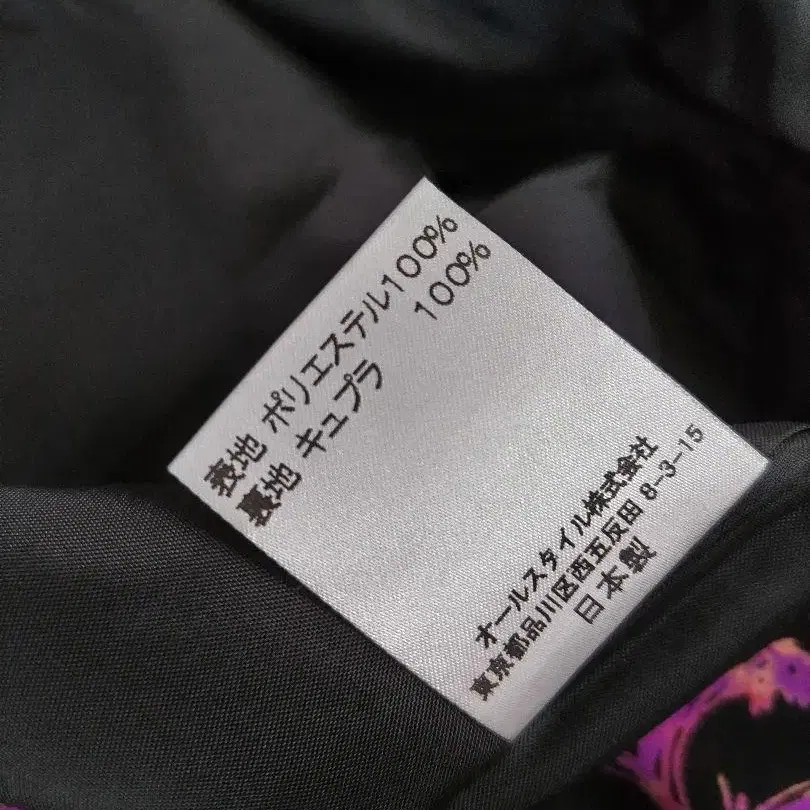 表地 ポリエステル100%
裏地 キュプラ 100%
オールスタイル株式会社
東京都品川区西五反田 8-3-15
日本製